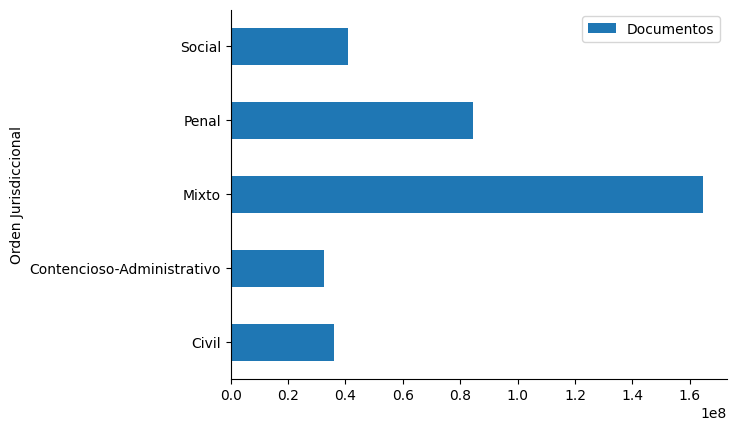 Documentos
Orden Jurisdiccional
Social
Penal
Mixto
Contencioso-Administrativo
Civil
0.0 0.2 0.4 0.6 0.8 1.0 1.2 1.4 1.6
1e8